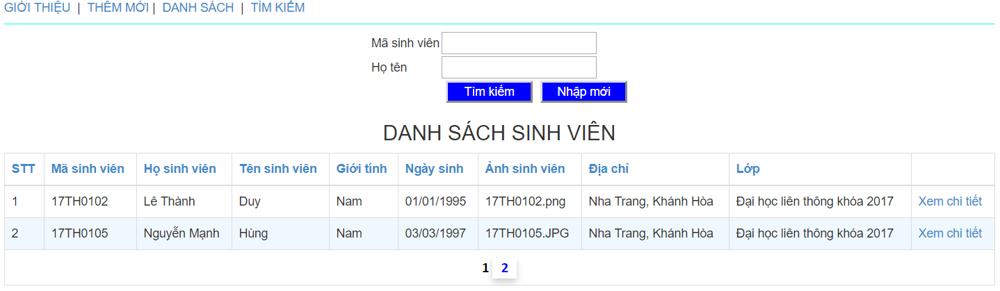 GIỚI THIỆU | THÊM MỚI | DANH SÁCH | TÌM KIẾM
Mã sinh viên
Họ tên
Tìm kiếm Nhập mới
DANH SÁCH SINH VIÊN
STT Mã sinh viên Họ sinh viên Tên sinh viên Giới tính Ngày sinh Ảnh sinh viên Địa chỉ Lớp
1 17TH0102 Lê Thành Duy Nam 01/01/1995 17TH0102.png Nha Trang, Khánh Hòa Đại học liên thông khóa 2017 Xem chi tiết
2 17TH0105 Nguyễn Mạnh Hùng Nam 03/03/1997 17TH0105.JPG Nha Trang, Khánh Hòa Đại học liên thông khóa 2017 Xem chi tiết
1 2